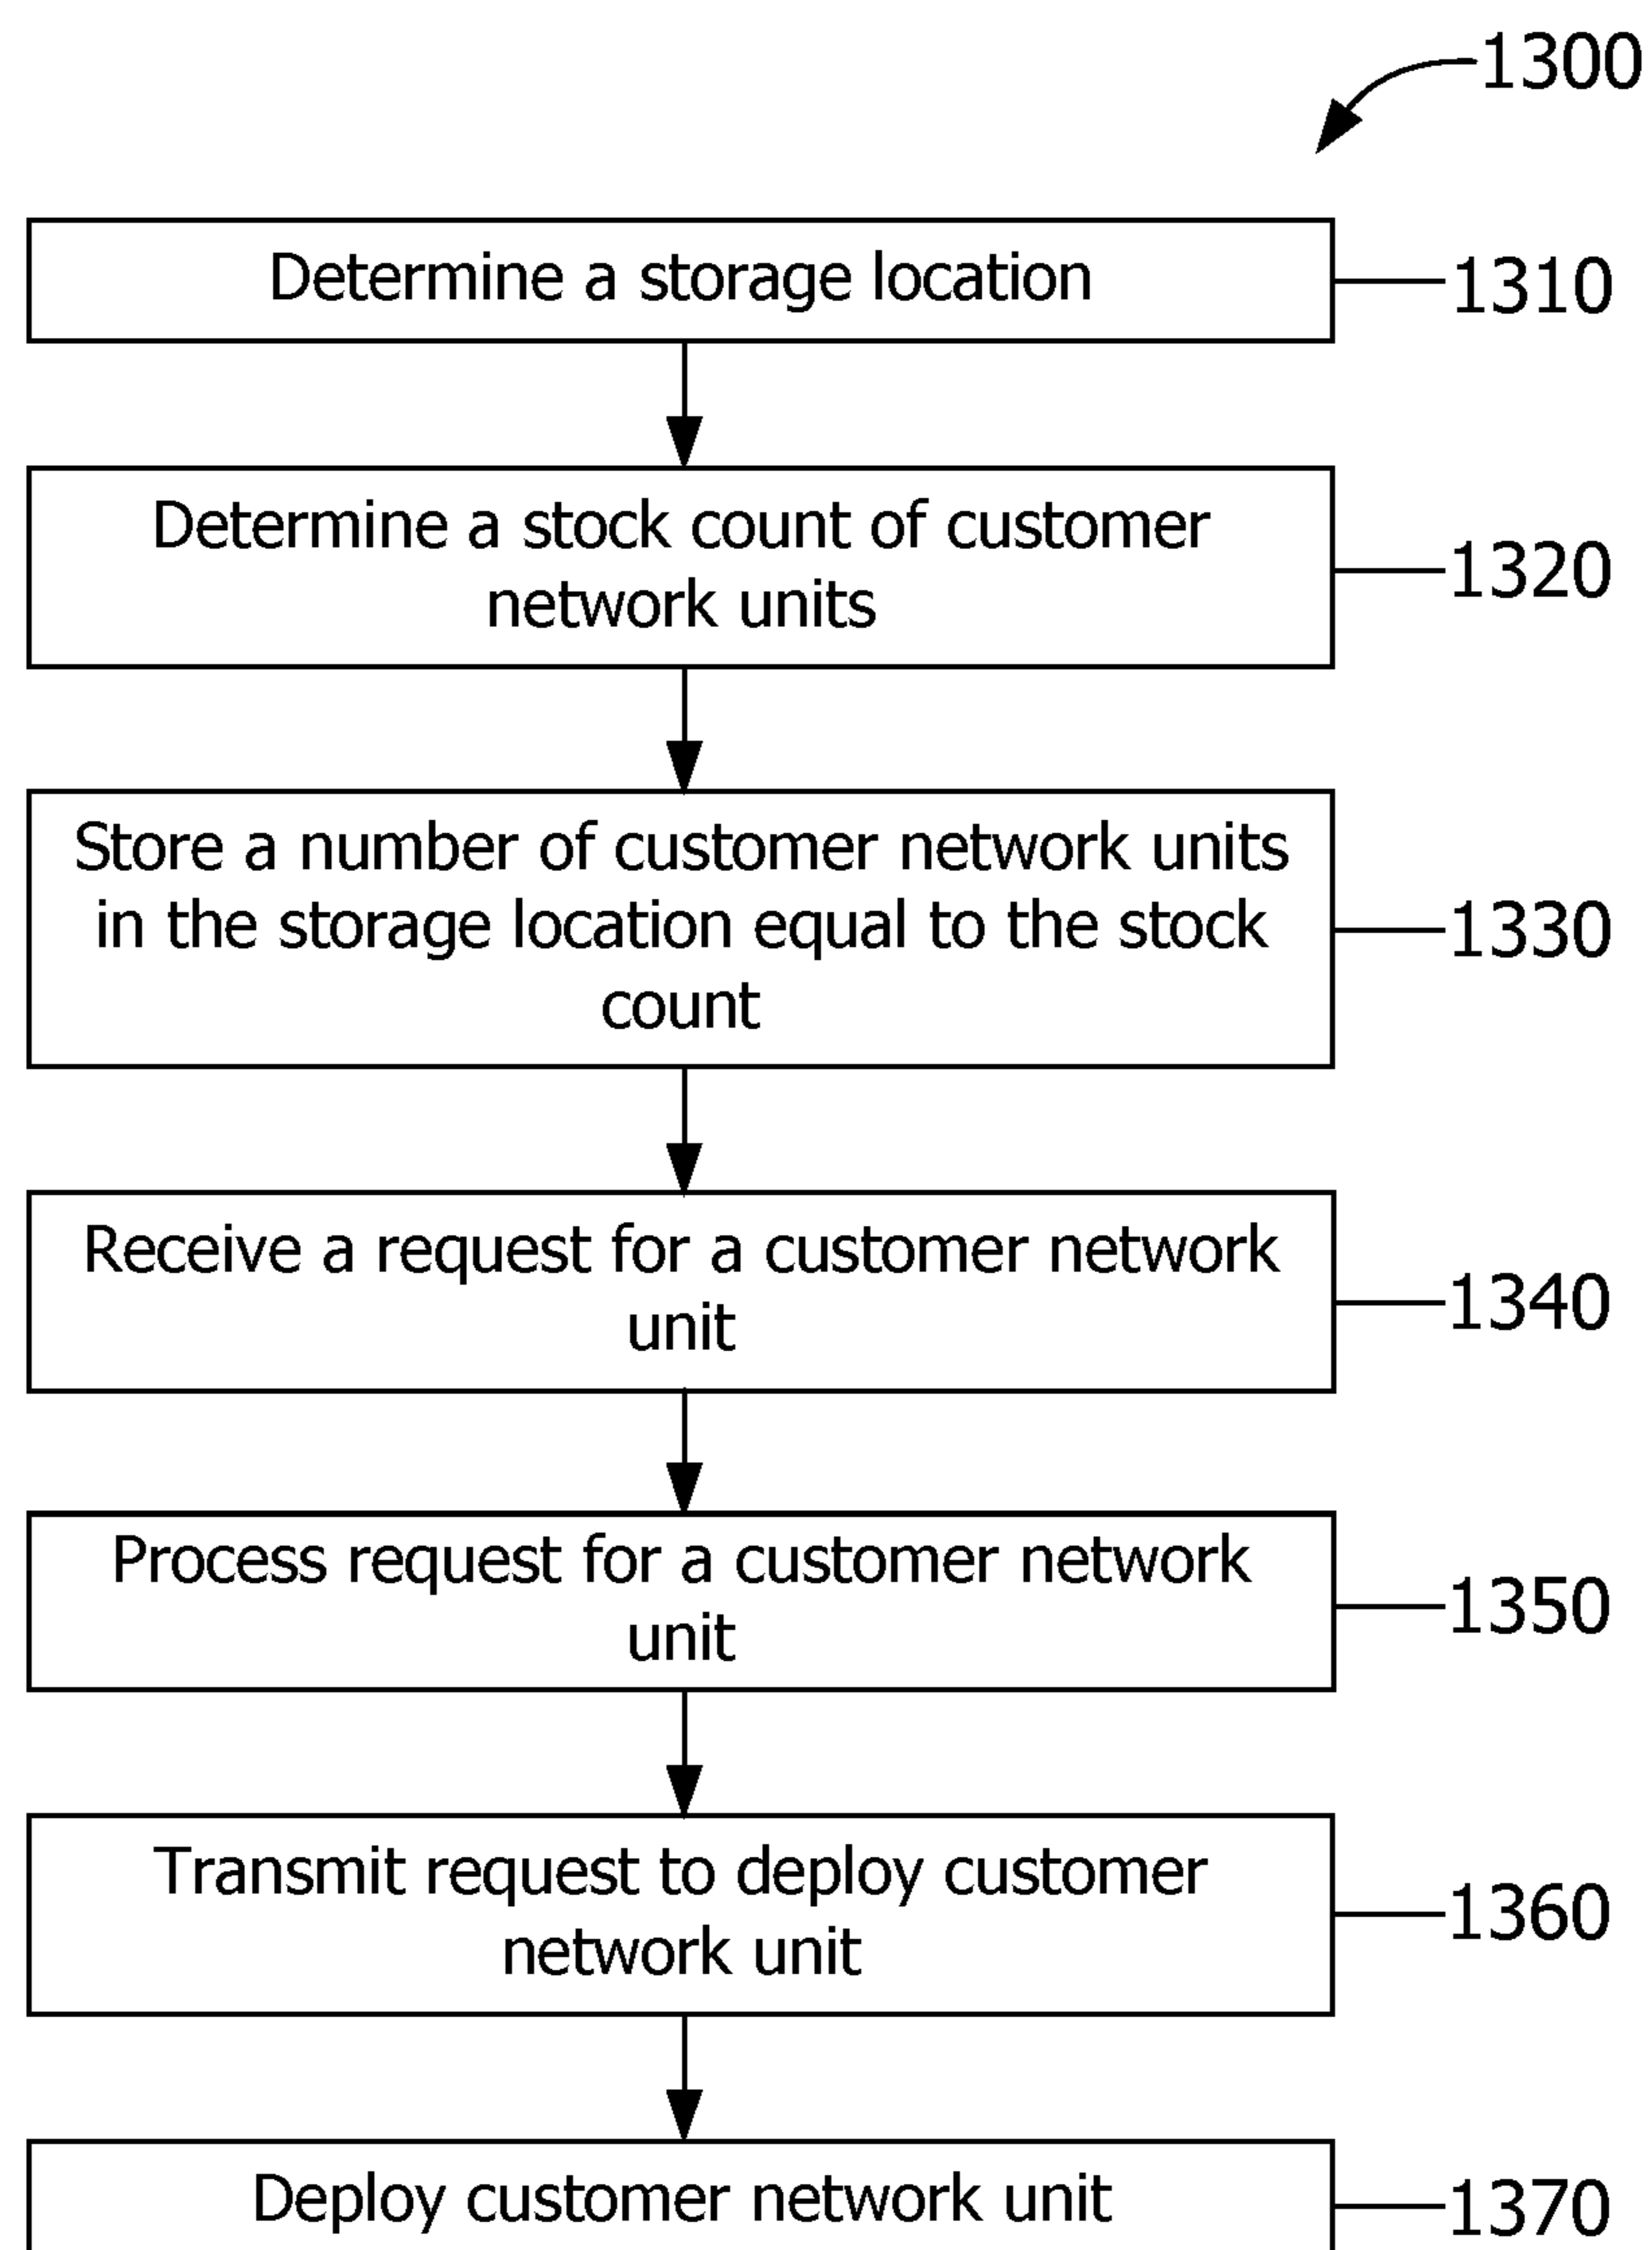 1300
Determine a storage location
1310
Determine a stock count of customer
network units
1320
Store a number of customer network units
in the storage location equal to the stock
count
1330
Receive a request for a customer network
unit
1340
Process request for a customer network
unit
1350
Transmit request to deploy customer
network unit
1360
Deploy customer network unit
1370